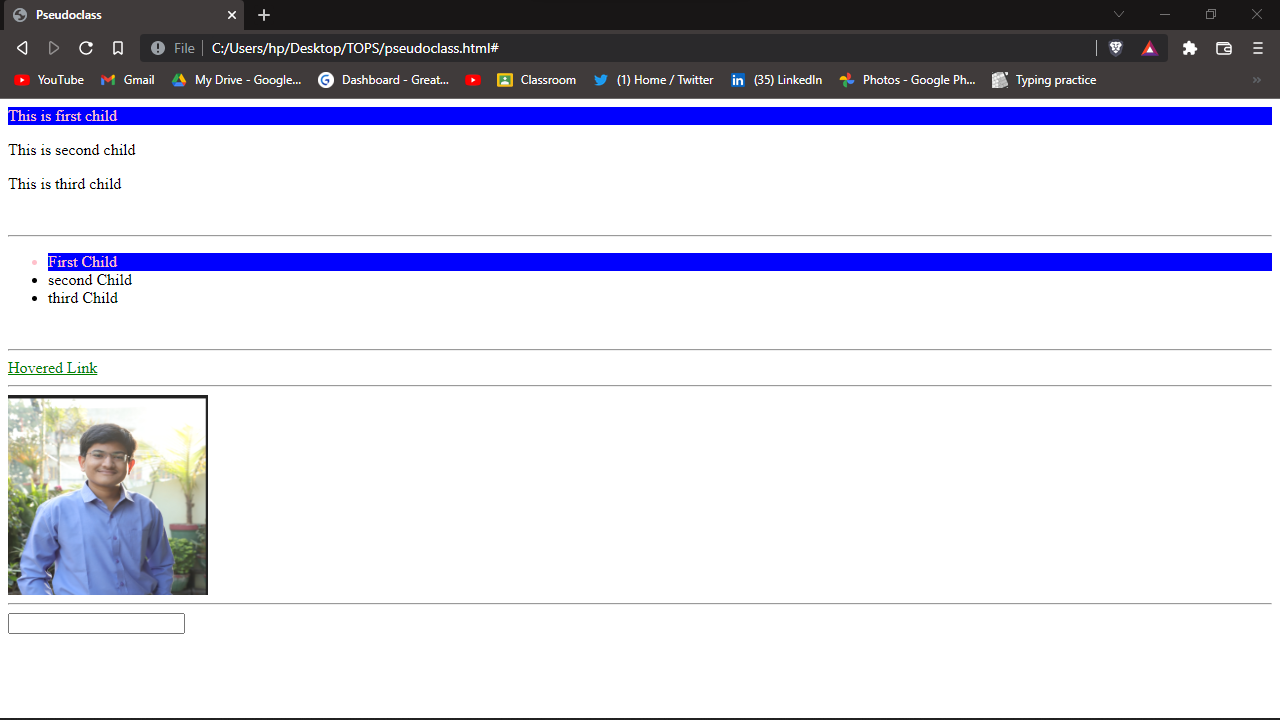 Pseudoclass
File C:/Users/hp/Desktop/TOPS/pseudoclass.html#
YouTube Gmail My Drive - Google... Dashboard - Great... Classroom (1) Home / Twitter (35) LinkedIn Photos - Google Ph... Typing practice
This is first child
This is second child
This is third child
First Child
second Child
third Child
Hovered Link